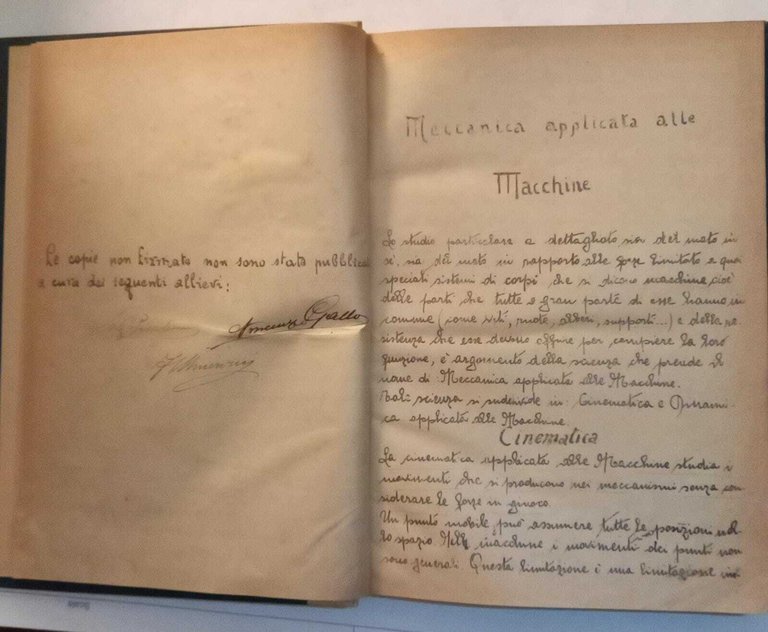 Le copie non firmate non sono state pubblicate
a cura dei seguenti allievi:
Vincenzo Gallo
Meccanica applicata alle
Macchine
Lo studio particolare e dettagliato sia del moto in
sé, sia del moto in rapporto alle forze limitato a quei
speciali sistemi di corpi che si dicono macchine, cioè
delle parti che tutte o gran parte di esse hanno in
comune (come viti, ruote, alberi, supporti...) e della re
sistenza che esse devono offrire per compiere la loro
funzione, e' argomento della scienza che prende il
nome di Meccanica applicata alle Macchine.
Tale scienza si suddivide in: Cinematica e Dinami-
ca applicata alle Macchine.
Cinematica
La cinematica applicata alle Macchine studia i
movimenti che si producono nei meccanismi senza con
siderare le forze in giuoco.
Un punto mobile può assumere tutte le posizioni nel
lo spazio. Nelle macchine i movimenti dei punti non
sono generali. Questa limitazione è una limitazione in